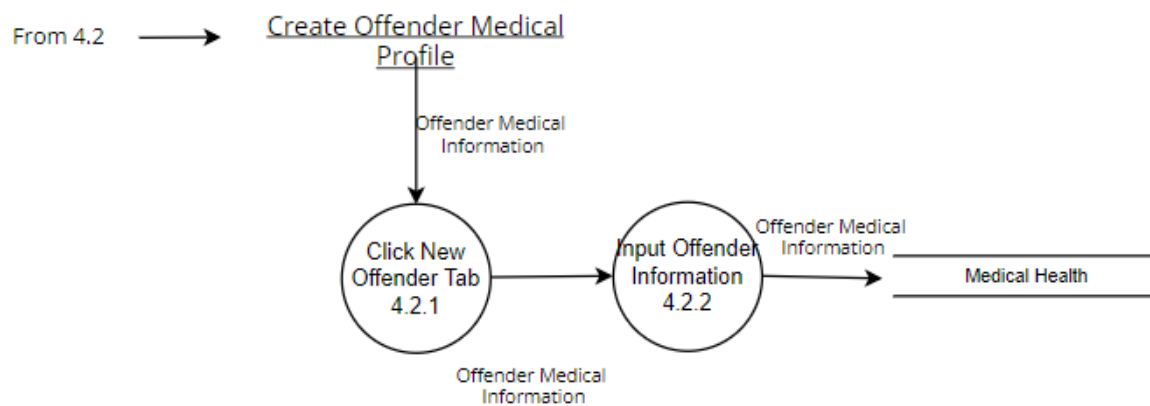 From 4.2
Create Offender Medical
Profile
Offender Medical
Information
Click New
Offender Tab
4.2.1
Input Offender
Information
4.2.2
Offender Medical
Information
Medical Health
Offender Medical
Information